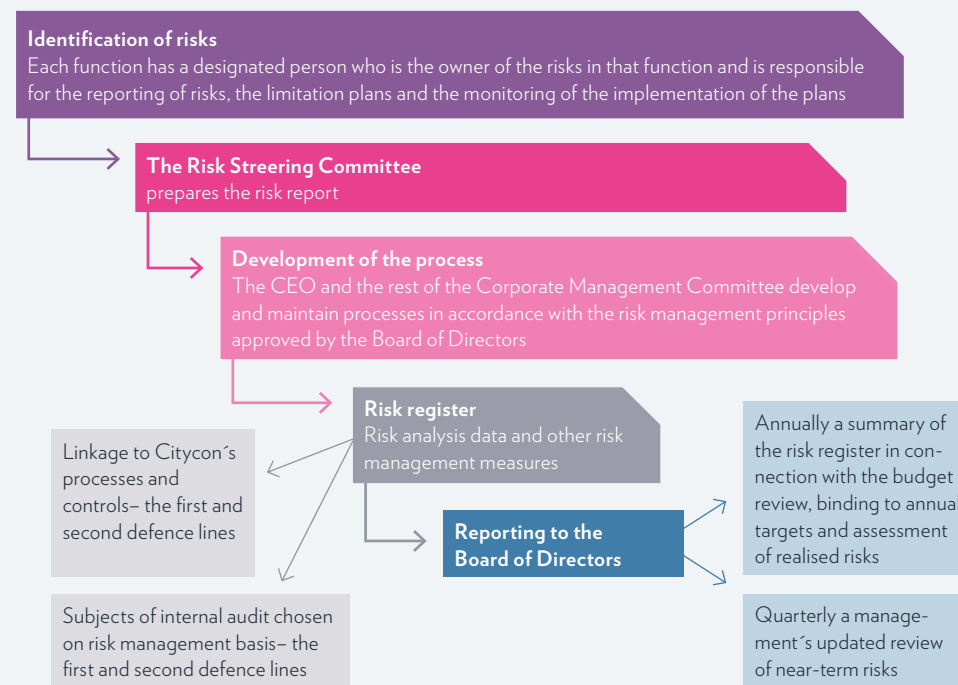 Identification of risks
Each function has a designated person who is the owner of the risks in that function and is responsible
for the reporting of risks, the limitation plans and the monitoring of the implementation of the plans
The Risk Streering Committee
prepares the risk report
Development of the process
The CEO and the rest of the Corporate Management Committee develop
and maintain processes in accordance with the risk management principles
approved by the Board of Directors
Risk register
Risk analysis data and other risk
management measures
Linkage to Citycon´s
processes and
controls– the first and
second defence lines
Subjects of internal audit chosen
on risk management basis– the
first and second defence lines
Reporting to the
Board of Directors
Annually a summary of
the risk register in con-
nection with the budget
review, binding to annual
targets and assessment
of realised risks
Quarterly a manage-
ment´s updated review
of near-term risks